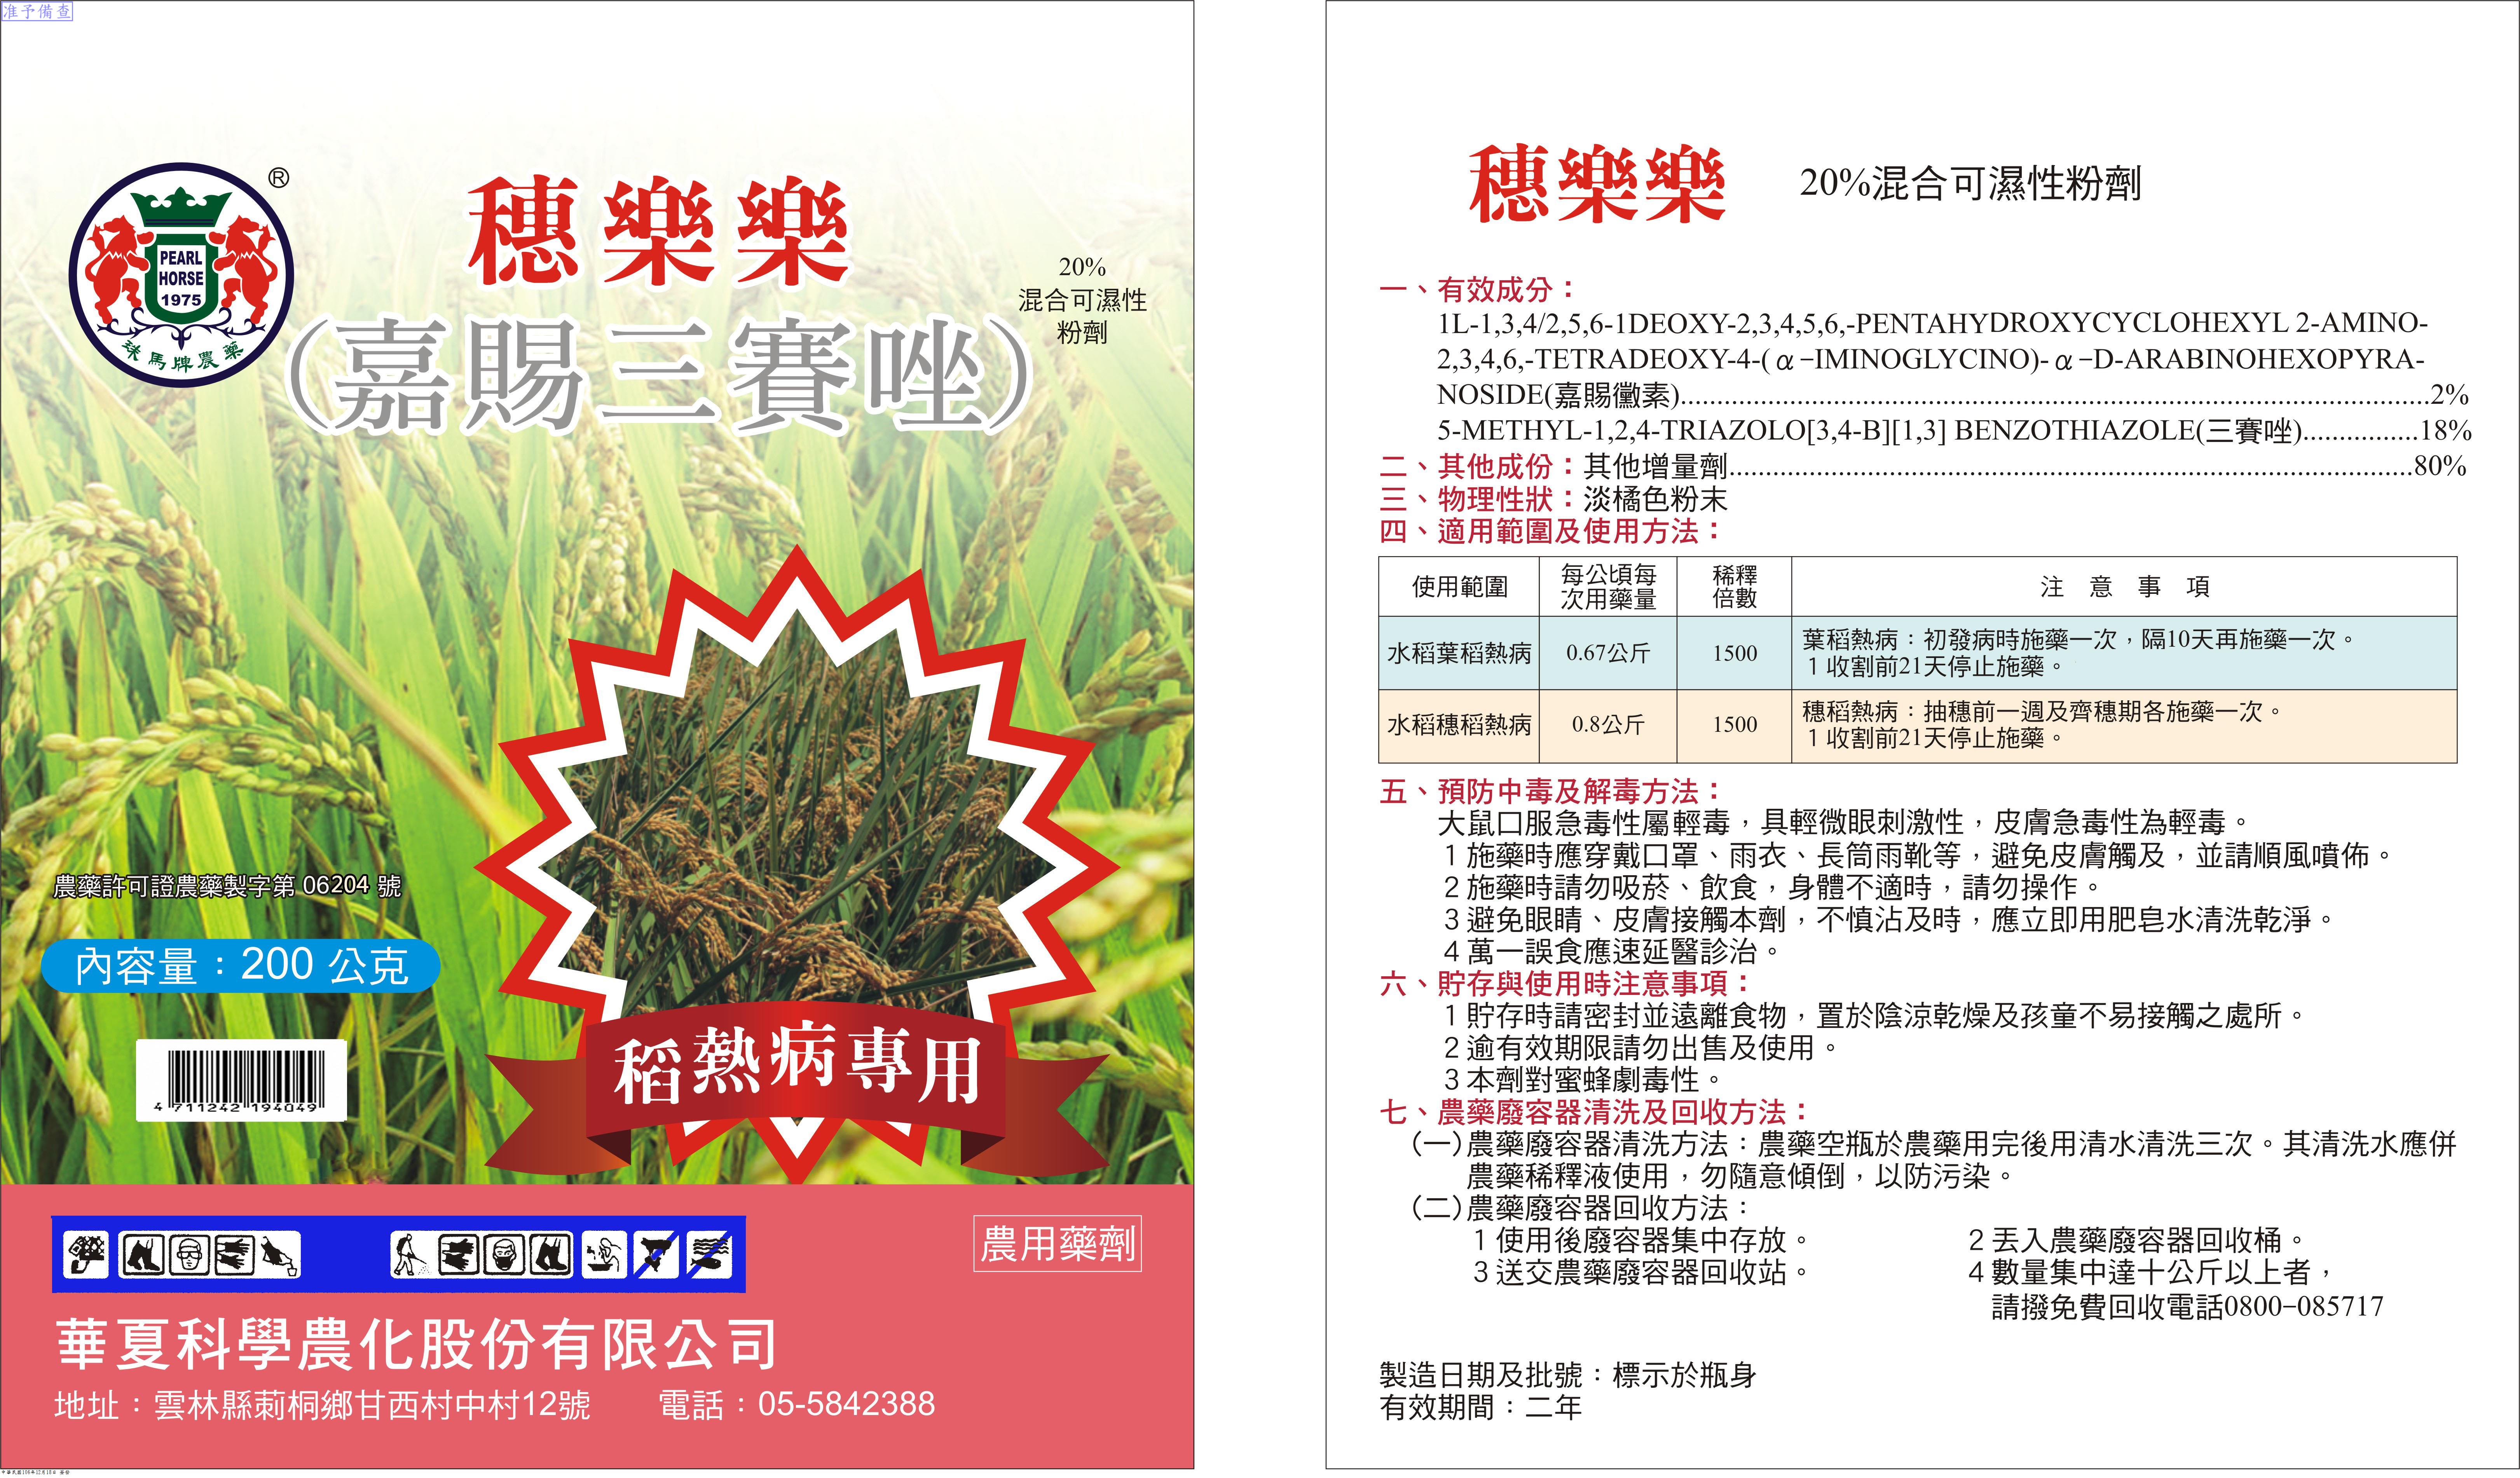 准予備查
®
PEARL
HORSE
1975
珠馬牌農藥
穗樂樂
(嘉賜三賽唑)
20%
混合可濕性
粉劑
農藥許可證農藥製字第 06204 號
內容量：200 公克
4 711242 194049
稻熱病專用
農用藥劑
華夏科學農化股份有限公司
地址：雲林縣莿桐鄉甘西村中村12號 電話：05-5842388
穗樂樂 20%混合可濕性粉劑
一、有效成分：
1L-1,3,4/2,5,6-1DEOXY-2,3,4,5,6,-PENTAHYDROXYCYCLOHEXYL 2-AMINO-
2,3,4,6,-TETRADEOXY-4-(α-IMINOGLYCINO)-α-D-ARABINOHEXOPYRA-
NOSIDE(嘉賜黴素)........................................................................................................2%
5-METHYL-1,2,4-TRIAZOLO[3,4-B][1,3] BENZOTHIAZOLE(三賽唑)................18%
二、其他成份：其他增量劑..............................................................................................80%
三、物理性狀：淡橘色粉末
四、適用範圍及使用方法：
使用範圍 每公頃每次用藥量 稀釋倍數 注意事項
水稻葉稻熱病 0.67公斤 1500 葉稻熱病：初發病時施藥一次，隔10天再施藥一次。
1收割前21天停止施藥。
水稻穗稻熱病 0.8公斤 1500 穗稻熱病：抽穗前一週及齊穗期各施藥一次。
1收割前21天停止施藥。
五、預防中毒及解毒方法：
大鼠口服急毒性屬輕毒，具輕微眼刺激性，皮膚急毒性為輕毒。
1施藥時應穿戴口罩、雨衣、長筒雨靴等，避免皮膚觸及，並請順風噴佈。
2施藥時請勿吸菸、飲食，身體不適時，請勿操作。
3避免眼睛、皮膚接觸本劑，不慎沾及時，應立即用肥皂水清洗乾淨。
4萬一誤食應速延醫診治。
六、貯存與使用時注意事項：
1貯存時請密封並遠離食物，置於陰涼乾燥及孩童不易接觸之處所。
2逾有效期限請勿出售及使用。
3本劑對蜜蜂劇毒性。
七、農藥廢容器清洗及回收方法：
(一)農藥廢容器清洗方法：農藥空瓶於農藥用完後用清水清洗三次。其清洗水應併
農藥稀釋液使用，勿隨意傾倒，以防污染。
(二)農藥廢容器回收方法：
1使用後廢容器集中存放。 2丟入農藥廢容器回收桶。
3送交農藥廢容器回收站。 4數量集中達十公斤以上者，
請撥免費回收電話0800-085717
製造日期及批號：標示於瓶身
有效期間：二年